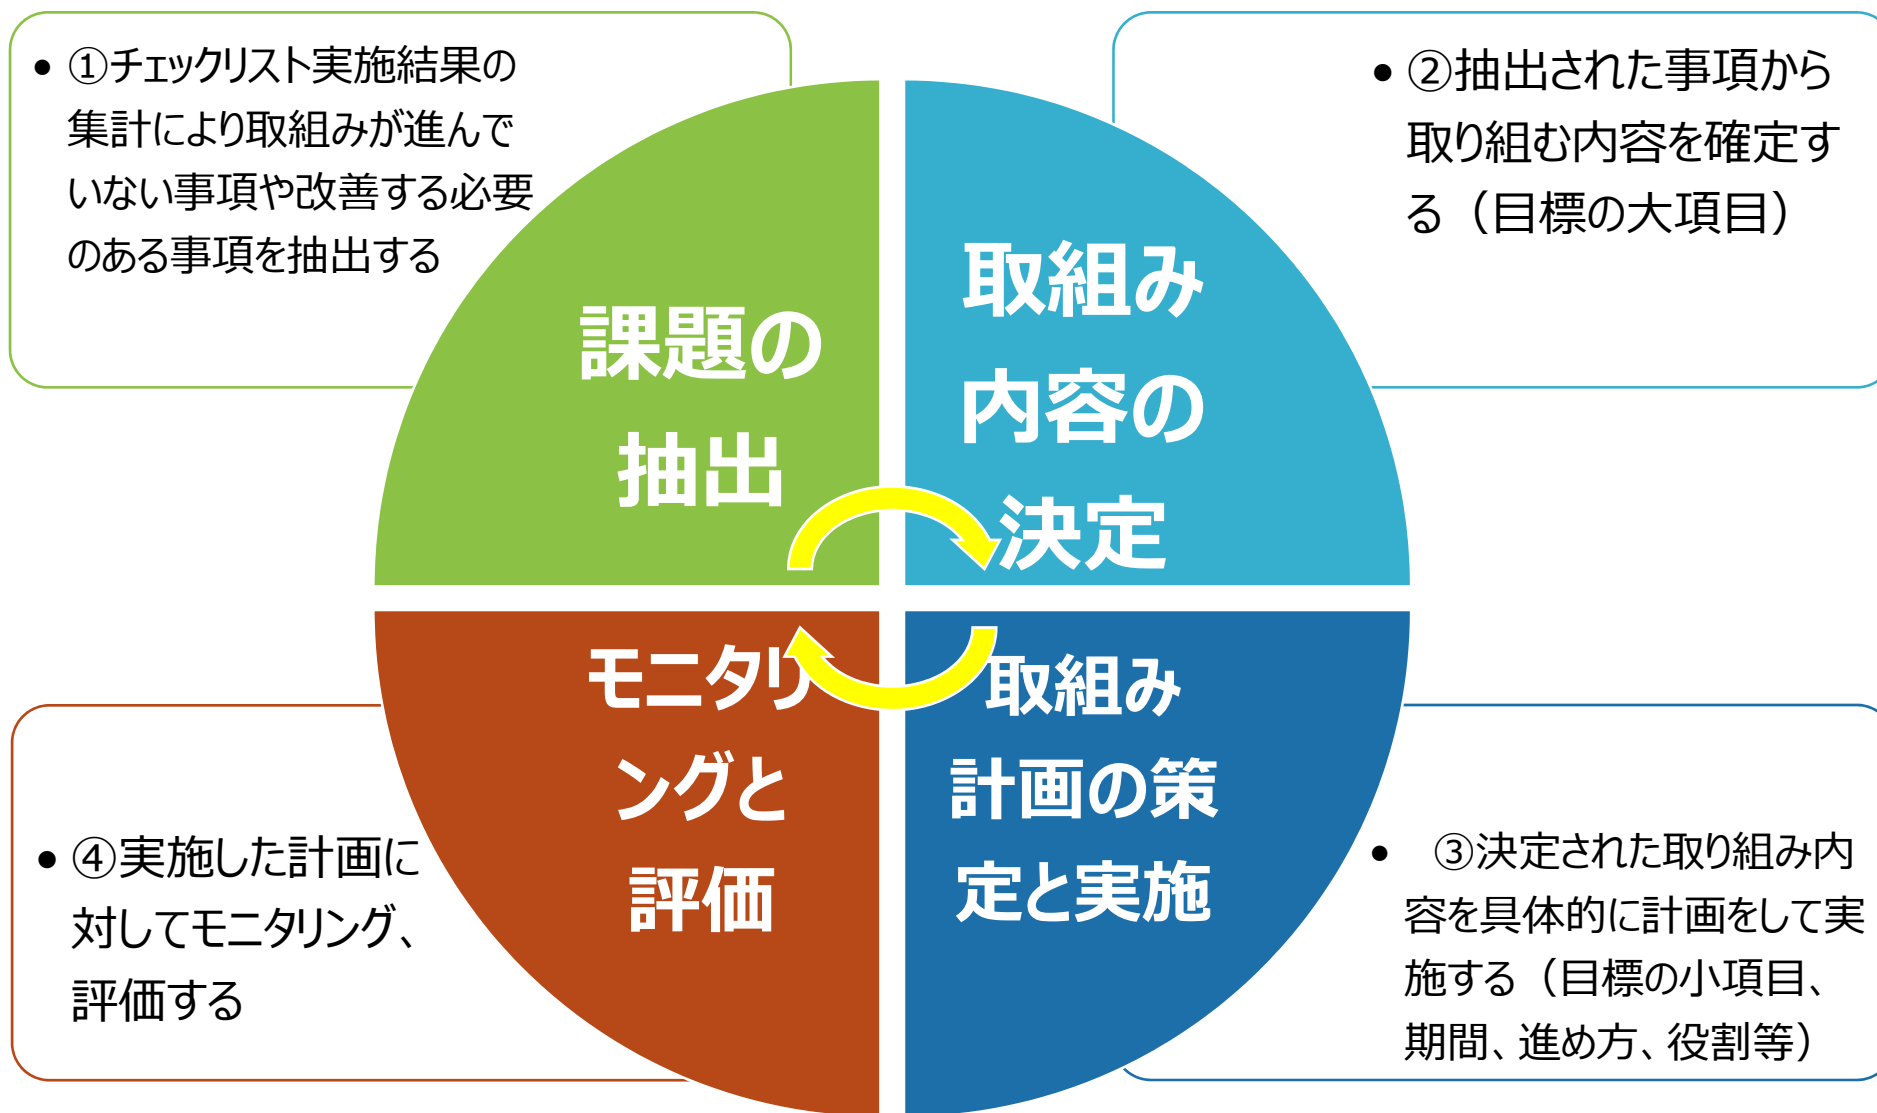 • ①チェックリスト実施結果の
集計により取組みが進んで
いない事項や改善する必要
のある事項を抽出する
• ②抽出された事項から
取り組む内容を確定す
る（目標の大項目）
課題の
抽出
取組み
内容の
決定
モニタリ
ングと
評価
取組み
計画の策
定と実施
• ④実施した計画に
対してモニタリング、
評価する
• ③決定された取り組み内
容を具体的に計画をして実
施する（目標の小項目、
期間、進め方、役割等）